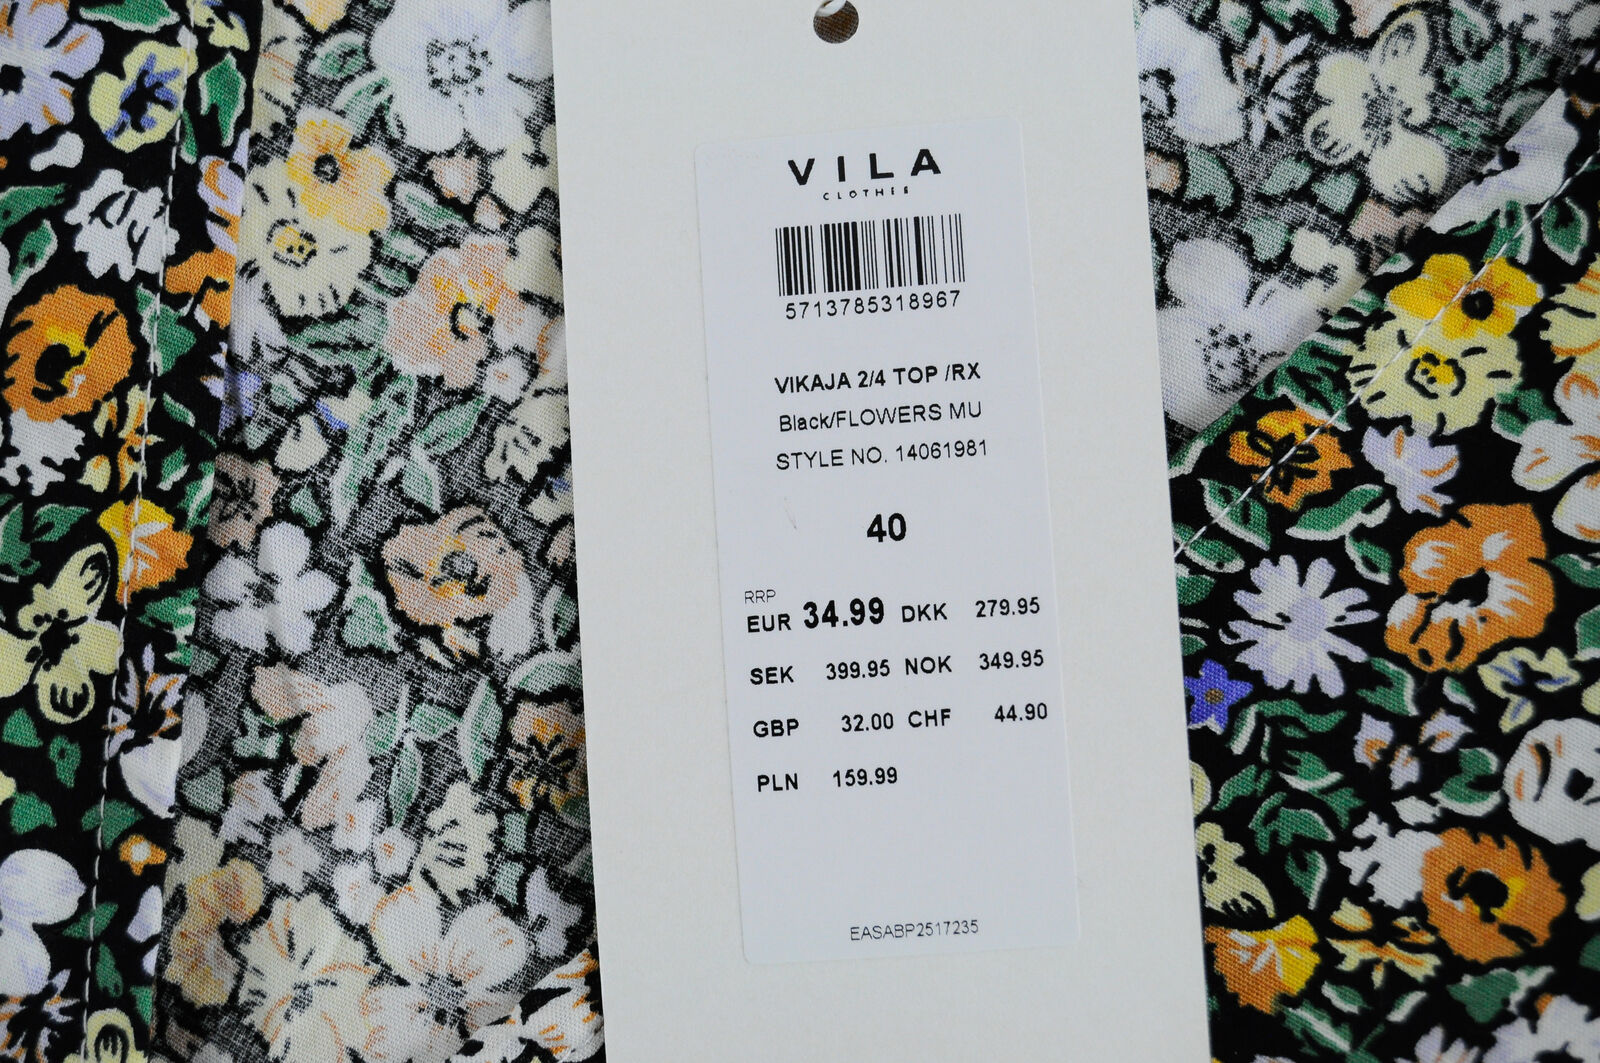 VILA
CLOTHES
5713785318967
VIKAJA 2/4 TOP /RX
Black/FLOWERS MU
STYLE NO. 14061981
40
RRP
EUR 34.99 DKK 279.95
SEK 399.95 NOK 349.95
GBP 32.00 CHF 44.90
PLN 159.99
EASABP2517235